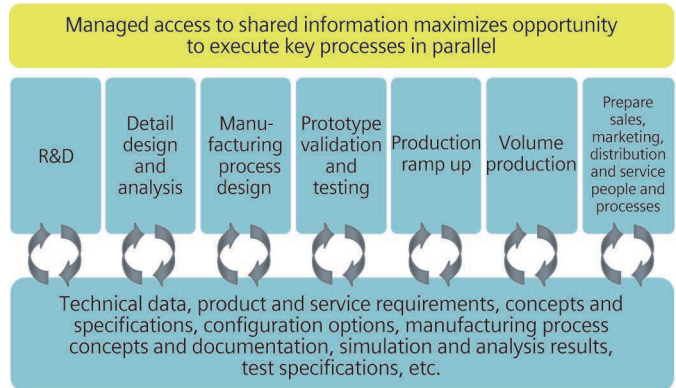 Managed access to shared information maximizes opportunity
to execute key processes in parallel
R&D
Detail
design
and
analysis
Manu-
facturing
process
design
Prototype
validation
and
testing
Production
ramp up
Volume
production
Prepare
sales,
marketing,
distribution
and service
people and
processes
Technical data, product and service requirements, concepts and
specifications, configuration options, manufacturing process
concepts and documentation, simulation and analysis results,
test specifications, etc.